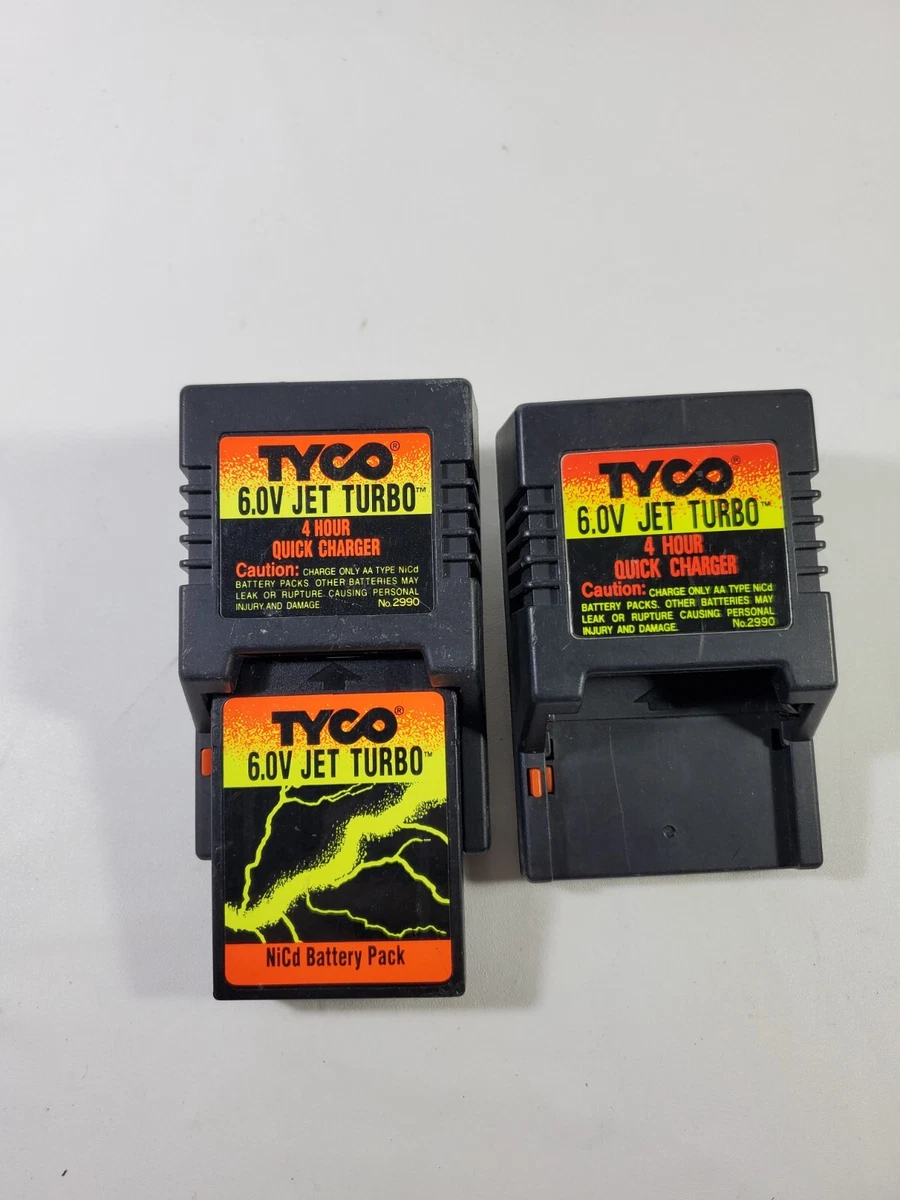 TYCO®
6.0V JET TURBO™
4 HOUR
QUICK CHARGER
Caution: CHARGE ONLY AA TYPE NiCd
BATTERY PACKS. OTHER BATTERIES MAY
LEAK OR RUPTURE. CAUSING PERSONAL
INJURY AND DAMAGE No.2990
TYCO®
6.0V JET TURBO™
NiCd Battery Pack
TYCO®
6.0V JET TURBO™
4 HOUR
QUICK CHARGER
Caution: CHARGE ONLY AA TYPE NiCd
BATTERY PACKS. OTHER BATTERIES MAY
LEAK OR RUPTURE CAUSING PERSONAL
INJURY AND DAMAGE. No.2990